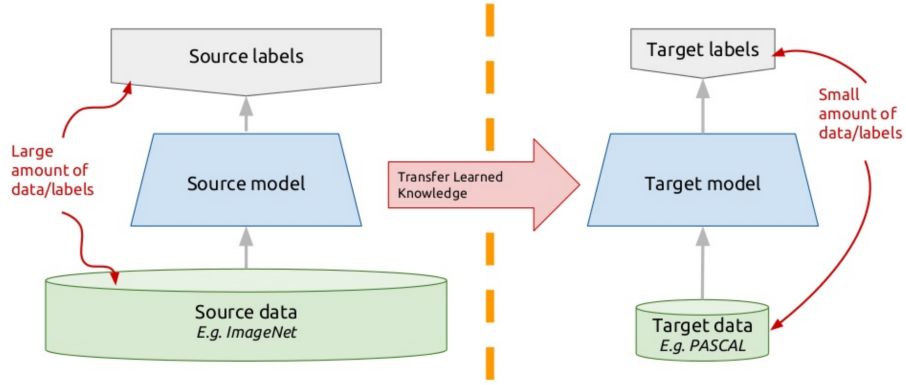 Source labels
Large
amount of
data/labels
Source model
Source data
E.g. ImageNet
Transfer Learned
Knowledge
Target labels
Small
amount of
data/labels
Target model
Target data
E.g. PASCAL